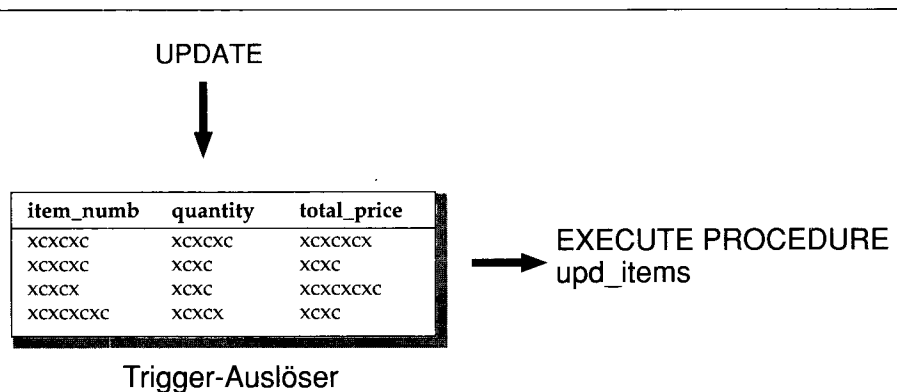 UPDATE
item_numb quantity total_price
xcxcxc xcxcxc xcxcxcx
xcxcxc xcxc xcxc
xcxcx xcxc xcxcxcxc
xcxcxcxc xcxcx xcxc
EXECUTE PROCEDURE
upd_items
Trigger-Auslöser